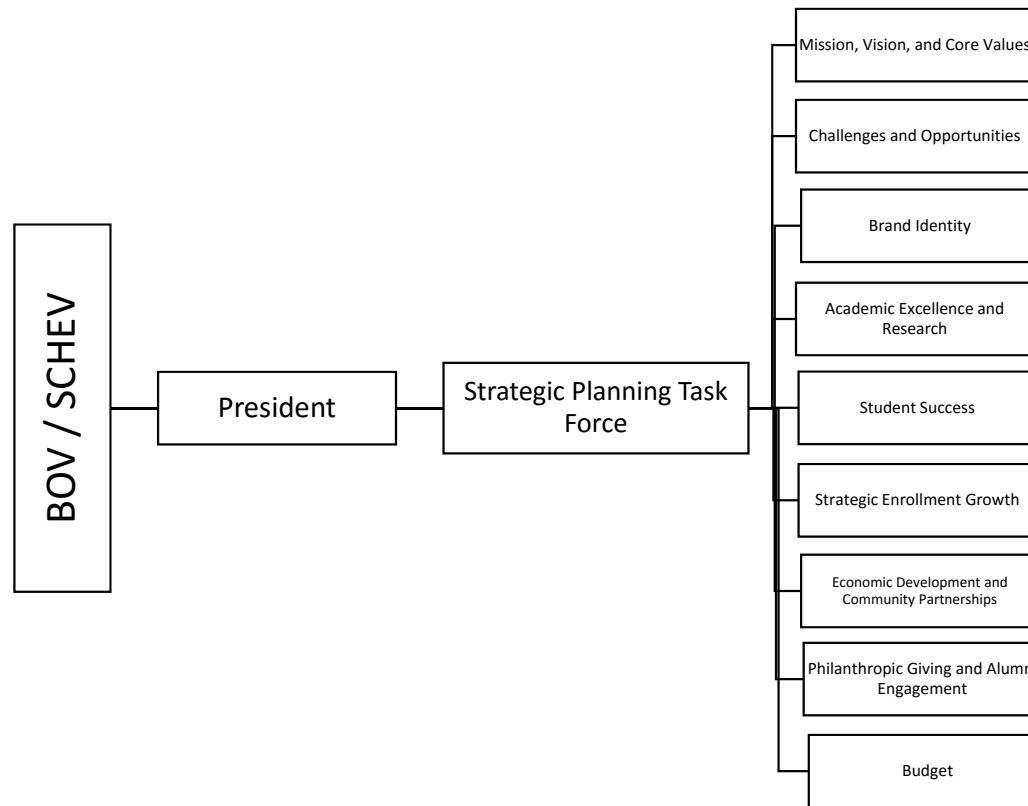 BOV / SCHEV
President
Strategic Planning Task
Force
Mission, Vision, and Core Values
Challenges and Opportunities
Brand Identity
Academic Excellence and
Research
Student Success
Strategic Enrollment Growth
Economic Development and
Community Partnerships
Philanthropic Giving and Alumn
Engagement
Budget